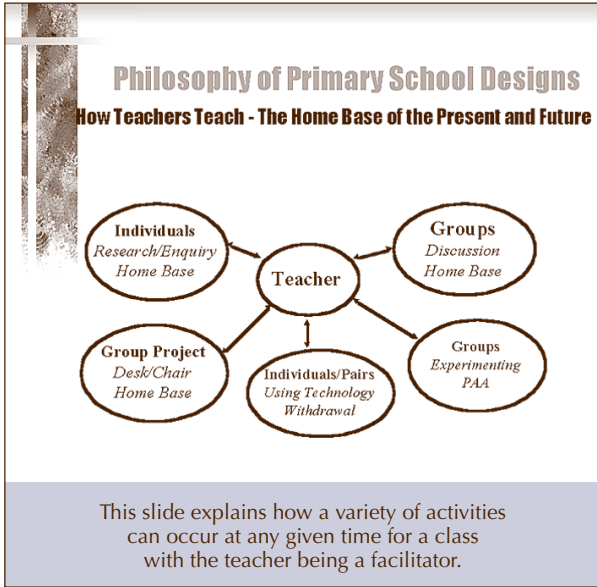 Philosophy of Primary School Designs
How Teachers Teach - The Home Base of the Present and Future
Individuals
Research/Enquiry
Home Base
Groups
Discussion
Home Base
Teacher
Group Project
Desk/Chair
Home Base
Individuals/Pairs
Using Technology
Withdrawal
Groups
Experimenting
PAA
This slide explains how a variety of activities
can occur at any given time for a class
with the teacher being a facilitator.